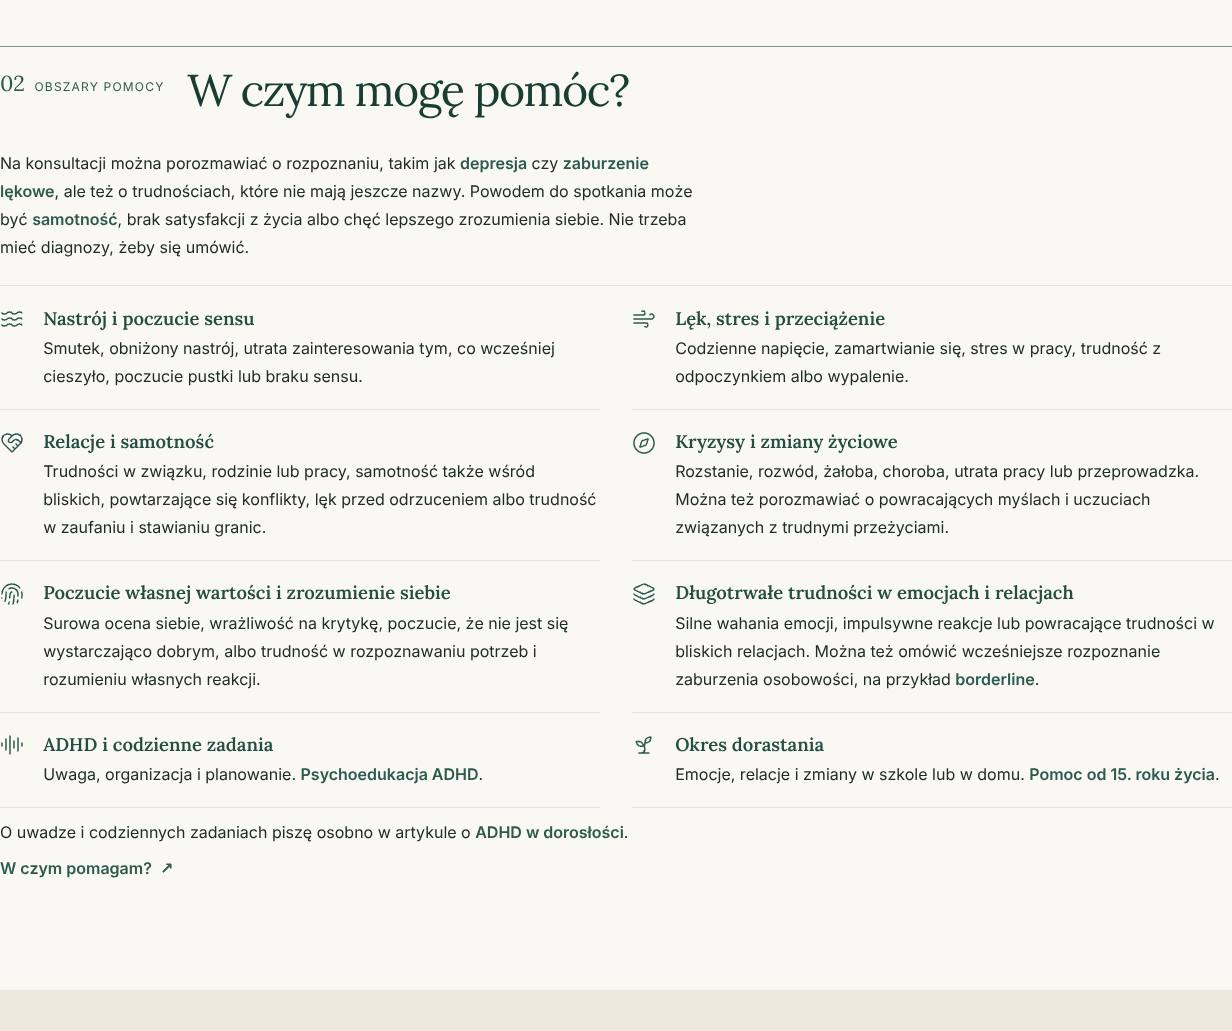 02 OBSZARY POMOCY W czym mogę pomóc?
Na konsultacji można porozmawiać o rozpoznaniu, takim jak depresja czy zaburzenie
lękowe, ale też o trudnościach, które nie mają jeszcze nazwy. Powodem do spotkania może
być samotność, brak satysfakcji z życia albo chęć lepszego zrozumienia siebie. Nie trzeba
mieć diagnozy, żeby się umówić.
Nastrój i poczucie sensu
Smutek, obniżony nastrój, utrata zainteresowania tym, co wcześniej
cieszyło, poczucie pustki lub braku sensu.
Lęk, stres i przeciążenie
Codzienne napięcie, zamartwianie się, stres w pracy, trudność z
odpoczynkiem albo wypalenie.
Relacje i samotność
Trudności w związku, rodzinie lub pracy, samotność także wśród
bliskich, powtarzające się konflikty, lęk przed odrzuceniem albo trudność
w zaufaniu i stawianiu granic.
Kryzysy i zmiany życiowe
Rozstanie, rozwód, żałoba, choroba, utrata pracy lub przeprowadzka.
Można też porozmawiać o powracających myślach i uczuciach
związanych z trudnymi przeżyciami.
Poczucie własnej wartości i zrozumienie siebie
Surowa ocena siebie, wrażliwość na krytykę, poczucie, że nie jest się
wystarczająco dobrym, albo trudność w rozpoznawaniu potrzeb i
rozumieniu własnych reakcji.
Długotrwałe trudności w emocjach i relacjach
Silne wahania emocji, impulsywne reakcje lub powracające trudności w
bliskich relacjach. Można też omówić wcześniejsze rozpoznanie
zaburzenia osobowości, na przykład borderline.
ADHD i codzienne zadania
Uwaga, organizacja i planowanie. Psychoedukacja ADHD.
Okres dorastania
Emocje, relacje i zmiany w szkole lub w domu. Pomoc od 15. roku życia.
O uwadze i codziennych zadaniach piszę osobno w artykule o ADHD w dorosłości.
W czym pomagam? ↗